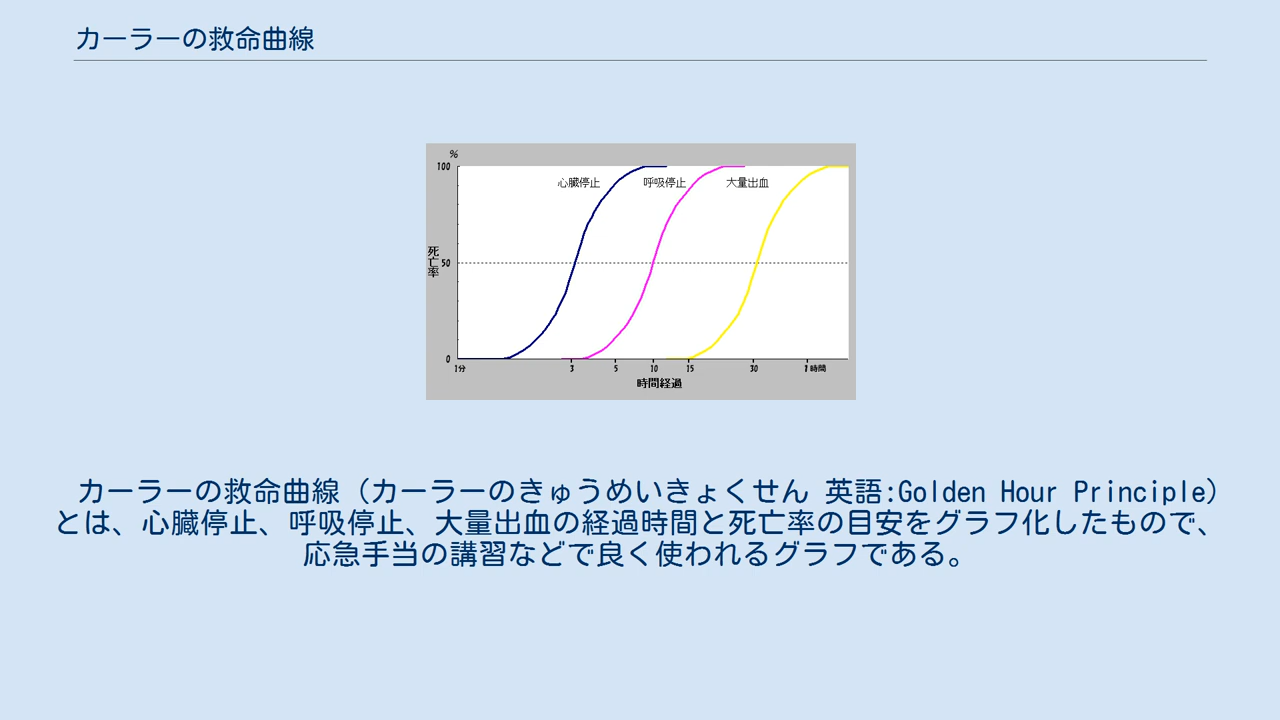 カーラーの救命曲線
%
100
心臓停止
呼吸停止
大量出血
死亡率
50
0
1分
3
5
10
15
30
1時間
時間経過
カーラーの救命曲線（カーラーのきゅうめいきょくせん 英語:Golden Hour Principle）
とは、心臓停止、呼吸停止、大量出血の経過時間と死亡率の目安をグラフ化したもので、
応急手当の講習などで良く使われるグラフである。